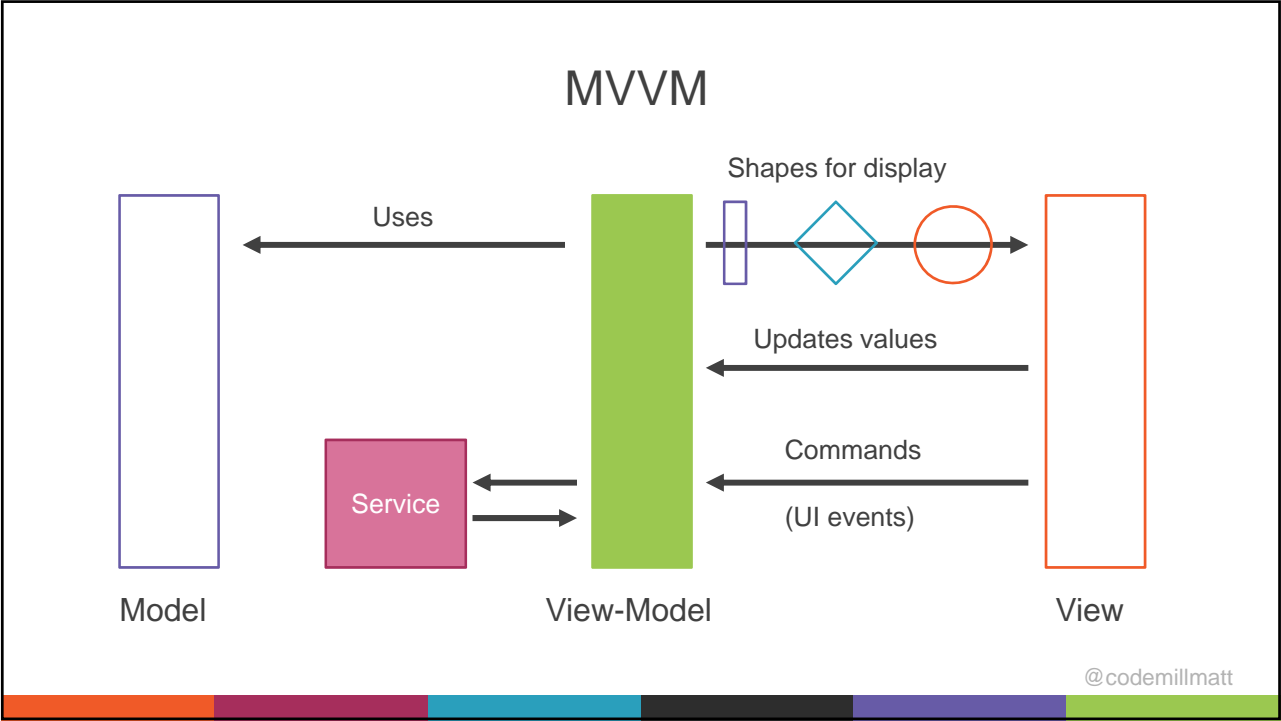 MVVM
Shapes for display
Uses
Updates values
Commands
Service
(UI events)
Model
View-Model
View
@codemillmatt